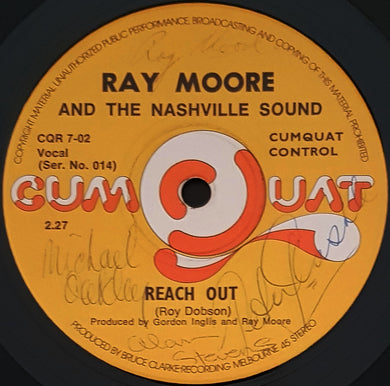 COPYRIGHT MATERIAL UNAUTHORIZED PUBLIC PERFORMANCE, BROADCASTING AND COPYING OF THIS MATERIAL PROHIBITED
Ray Moore
RAY MOORE
AND THE NASHVILLE SOUND
CQR 7-02
Vocal
(Ser. No. 014)
CUMQUAT
CONTROL
CUMQUAT
2.27
Michael
REACH OUT
(Roy Dobson)
Produced by Gordon Inglis and Ray Moore
Stevens
PROCESSED BY BRUCE CLARKE-RECORDING MELBOURNE 45 STEREO